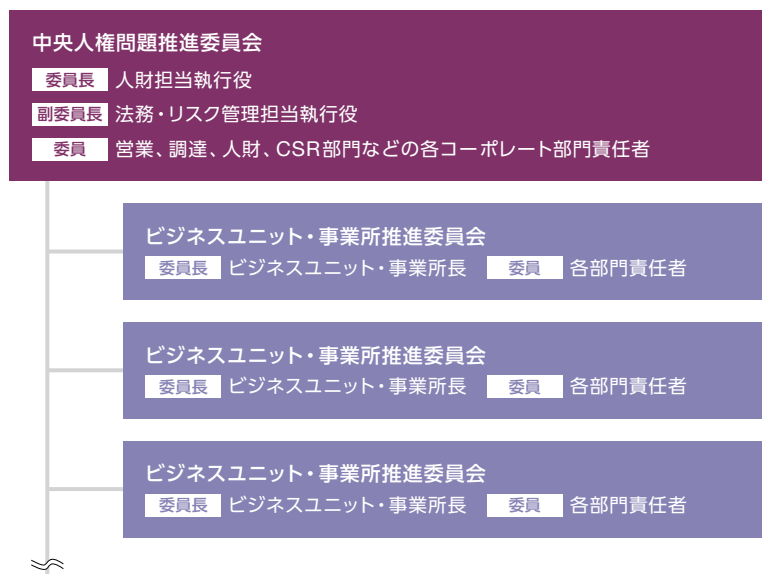 中央人権問題推進委員会
委員長 人財担当執行役
副委員長 法務・リスク管理担当執行役
委員 営業、調達、人財、CSR部門などの各コーポレート部門責任者
ビジネスユニット・事業所推進委員会
委員長 ビジネスユニット・事業所長 委員 各部門責任者
ビジネスユニット・事業所推進委員会
委員長 ビジネスユニット・事業所長 委員 各部門責任者
ビジネスユニット・事業所推進委員会
委員長 ビジネスユニット・事業所長 委員 各部門責任者